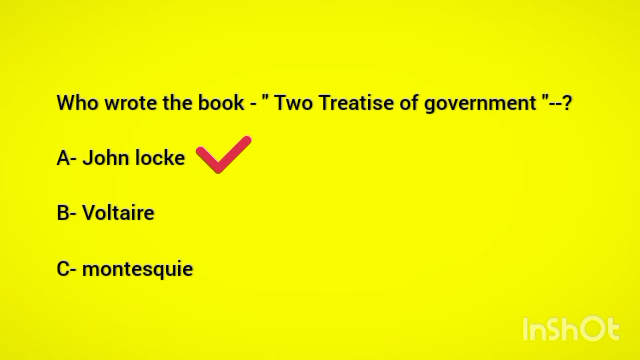 Who wrote the book - " Two Treatise of government "--?
A- John locke
B- Voltaire
C- montesquie
InShOt